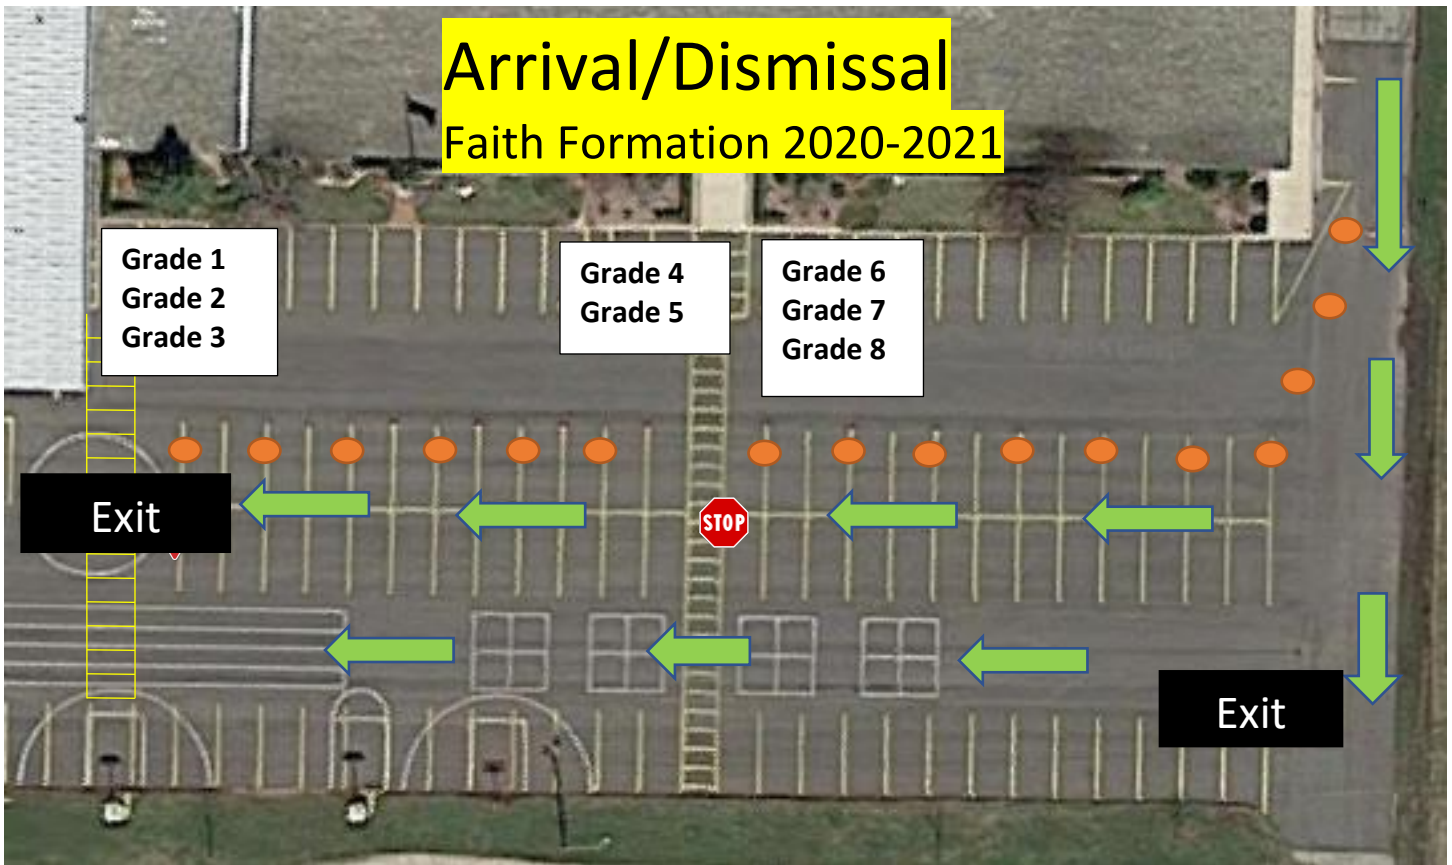 Arrival/Dismissal
Faith Formation 2020-2021
Grade 1
Grade 2
Grade 3
Grade 4
Grade 5
Grade 6
Grade 7
Grade 8
Exit
STOP
Exit